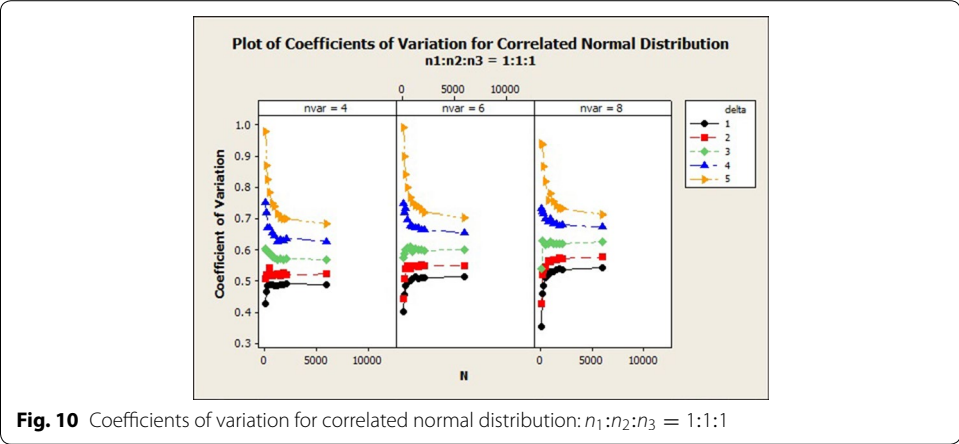 Plot of Coefficients of Variation for Correlated Normal Distribution
n1:n2:n3 = 1:1:1
0 5000 10000
nvar = 4 nvar = 6 nvar = 8
delta
1
2
3
4
5
Coefficient of Variation
1.0
0.9
0.8
0.7
0.6
0.5
0.4
0.3
0 5000 10000 0 5000 10000
N
Fig. 10 Coefficients of variation for correlated normal distribution: n₁:n₂:n₃ = 1:1:1